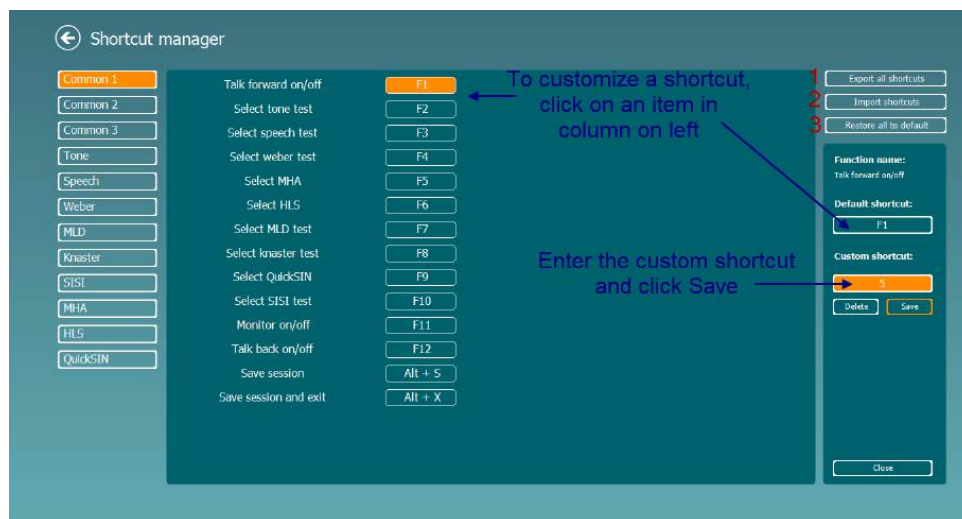 Shortcut manager
Common 1
Common 2
Common 3
Tone
Speech
Weber
MLD
Knaster
SISI
MHA
HLS
QuickSIN
Talk forward on/off F1
Select tone test F2
Select speech test F3
Select weber test F4
Select MHA F5
Select HLS F6
Select MLD test F7
Select knaster test F8
Select QuickSIN F9
Select SISI test F10
Monitor on/off F11
Talk back on/off F12
Save session Alt + S
Save session and exit Alt + X
To customize a shortcut,
click on an item in
column on left
Enter the custom shortcut
and click Save
1 Export all shortcuts
2 Import shortcuts
3 Restore all to default
Function name:
Talk forward on/off
Default shortcut:
F1
Custom shortcut:
S
Delete Save
Close